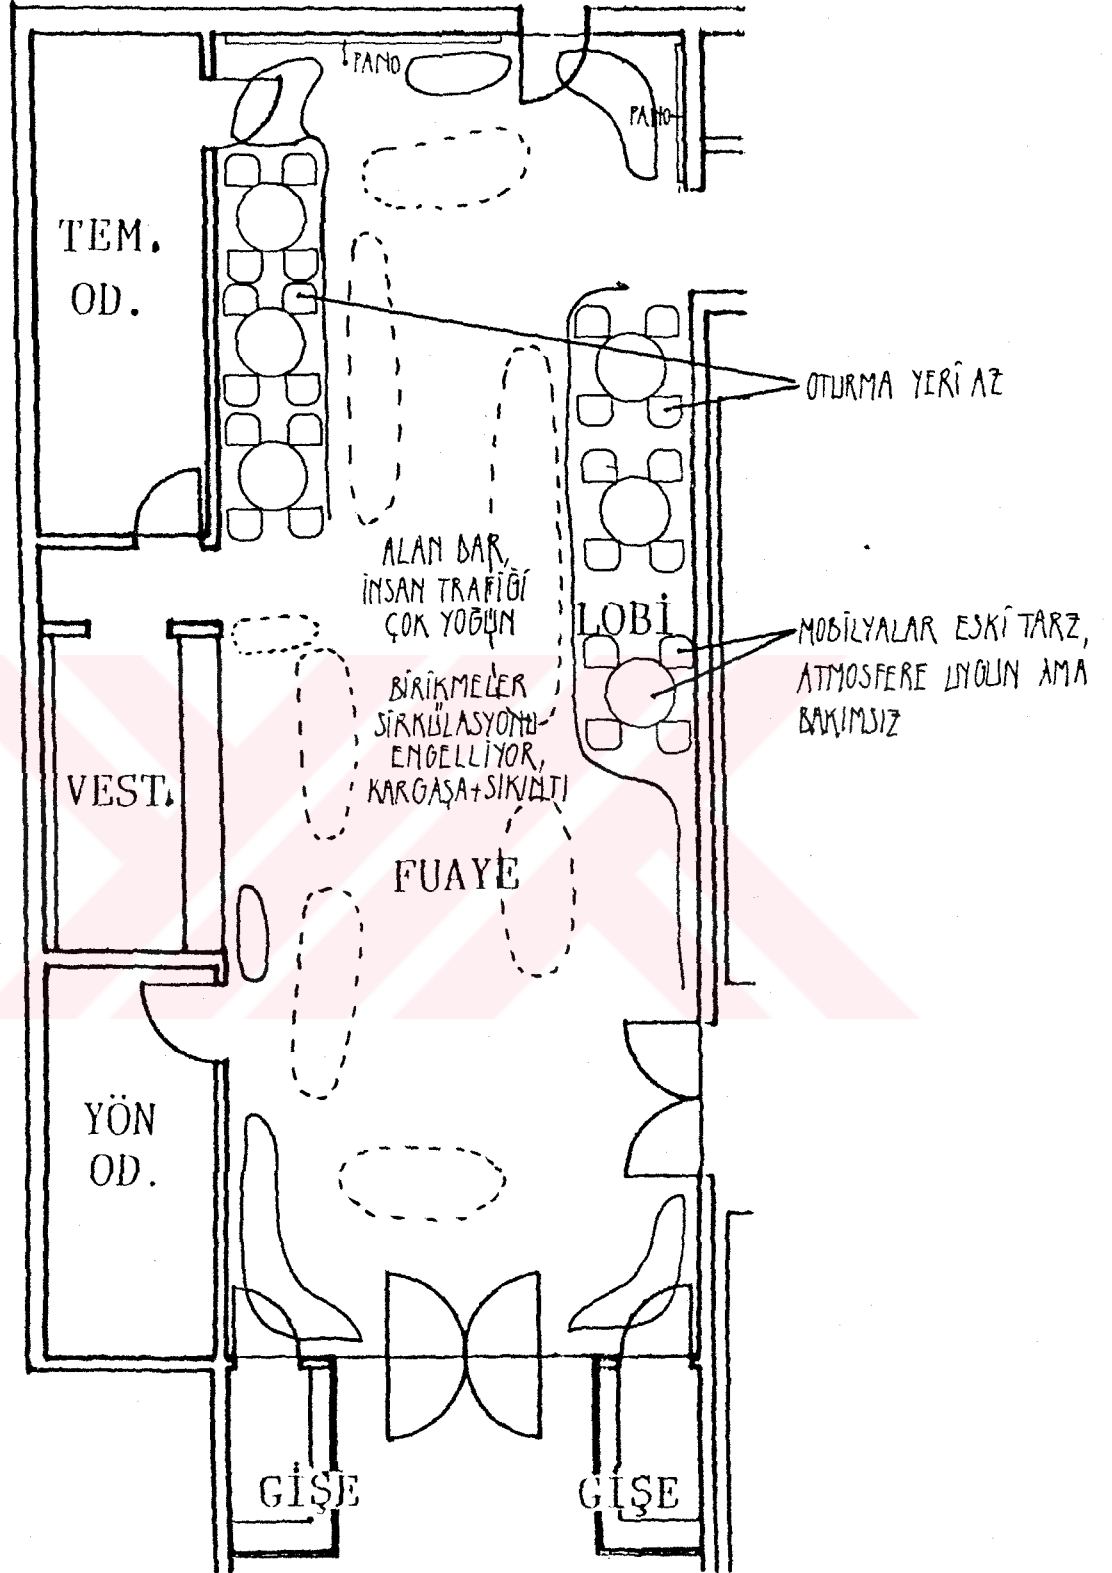 PANO
PANO
TEM.
OD.
OTURMA YERİ AZ
ALAN DAR,
İNSAN TRAFİĞİ
ÇOK YOĞUN
LOBİ
MOBİLYALAR ESKİ TARZ,
ATMOSFERE UYGUN AMA
BAKIMSIZ
BİRİKMELER
SİRKÜLASYONU
ENGELLİYOR,
KARGAŞA+SIKINTI
VEST.
FUAYE
YÖN
OD.
GİŞE
GİŞE